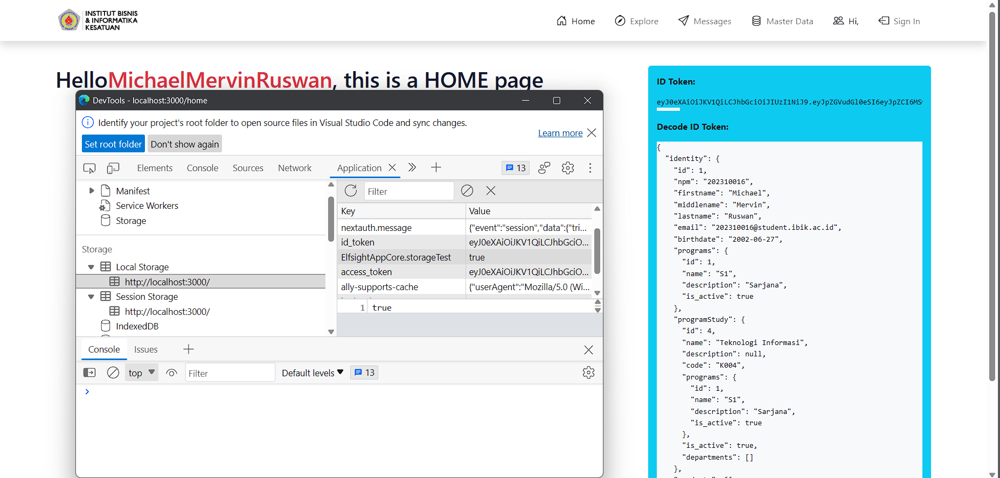 INSTITUT BISNIS
& INFORMATIKA
KESATUAN
Home
Explore
Messages
Master Data
Hi,
Sign In
HelloMichaelMervinRuswan, this is a HOME page
DevTools - localhost:3000/home
Identify your project's root folder to open source files in Visual Studio Code and sync changes.
Learn more
Set root folder
Don't show again
Elements
Console
Sources
Network
Application
13
Manifest
Service Workers
Storage
Storage
Local Storage
http://localhost:3000/
Session Storage
http://localhost:3000/
IndexedDB
Filter
Key Value
nextauth.message {"event":"session","data":{"tri...
id_token eyJ0eXAiOiJKV1QiLCJhbGciO...
ElfsightAppCore.storageTest true
access_token eyJ0eXAiOiJKV1QiLCJhbGciO...
ally-supports-cache {"userAgent":"Mozilla/5.0 (Wi...
1 true
Console
Issues
top
Filter
Default levels
13
ID Token:
eyJ0eXAiOiJKV1QiLCJhbGciOiJIUzI1NiJ9.eyJpZGVudGl0eSI6eyJpZCI6MS
Decode ID Token:
{
"identity": {
"id": 1,
"npm": "202310016",
"firstname": "Michael",
"middlename": "Mervin",
"lastname": "Ruswan",
"email": "202310016@student.ibik.ac.id",
"birthdate": "2002-06-27",
"programs": {
"id": 1,
"name": "S1",
"description": "Sarjana",
"is_active": true
},
"programStudy": {
"id": 4,
"name": "Teknologi Informasi",
"description": null,
"code": "K004",
"programs": {
"id": 1,
"name": "S1",
"description": "Sarjana",
"is_active": true
},
"is_active": true,
"departments": []
},